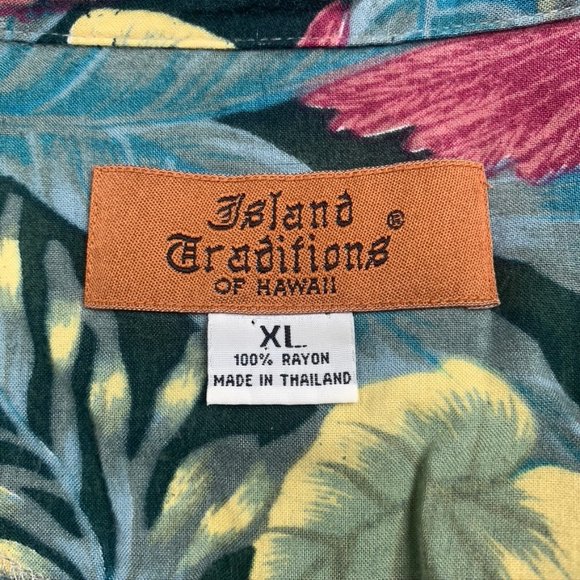 Island
Traditions®
OF HAWAII
XL
100% RAYON
MADE IN THAILAND